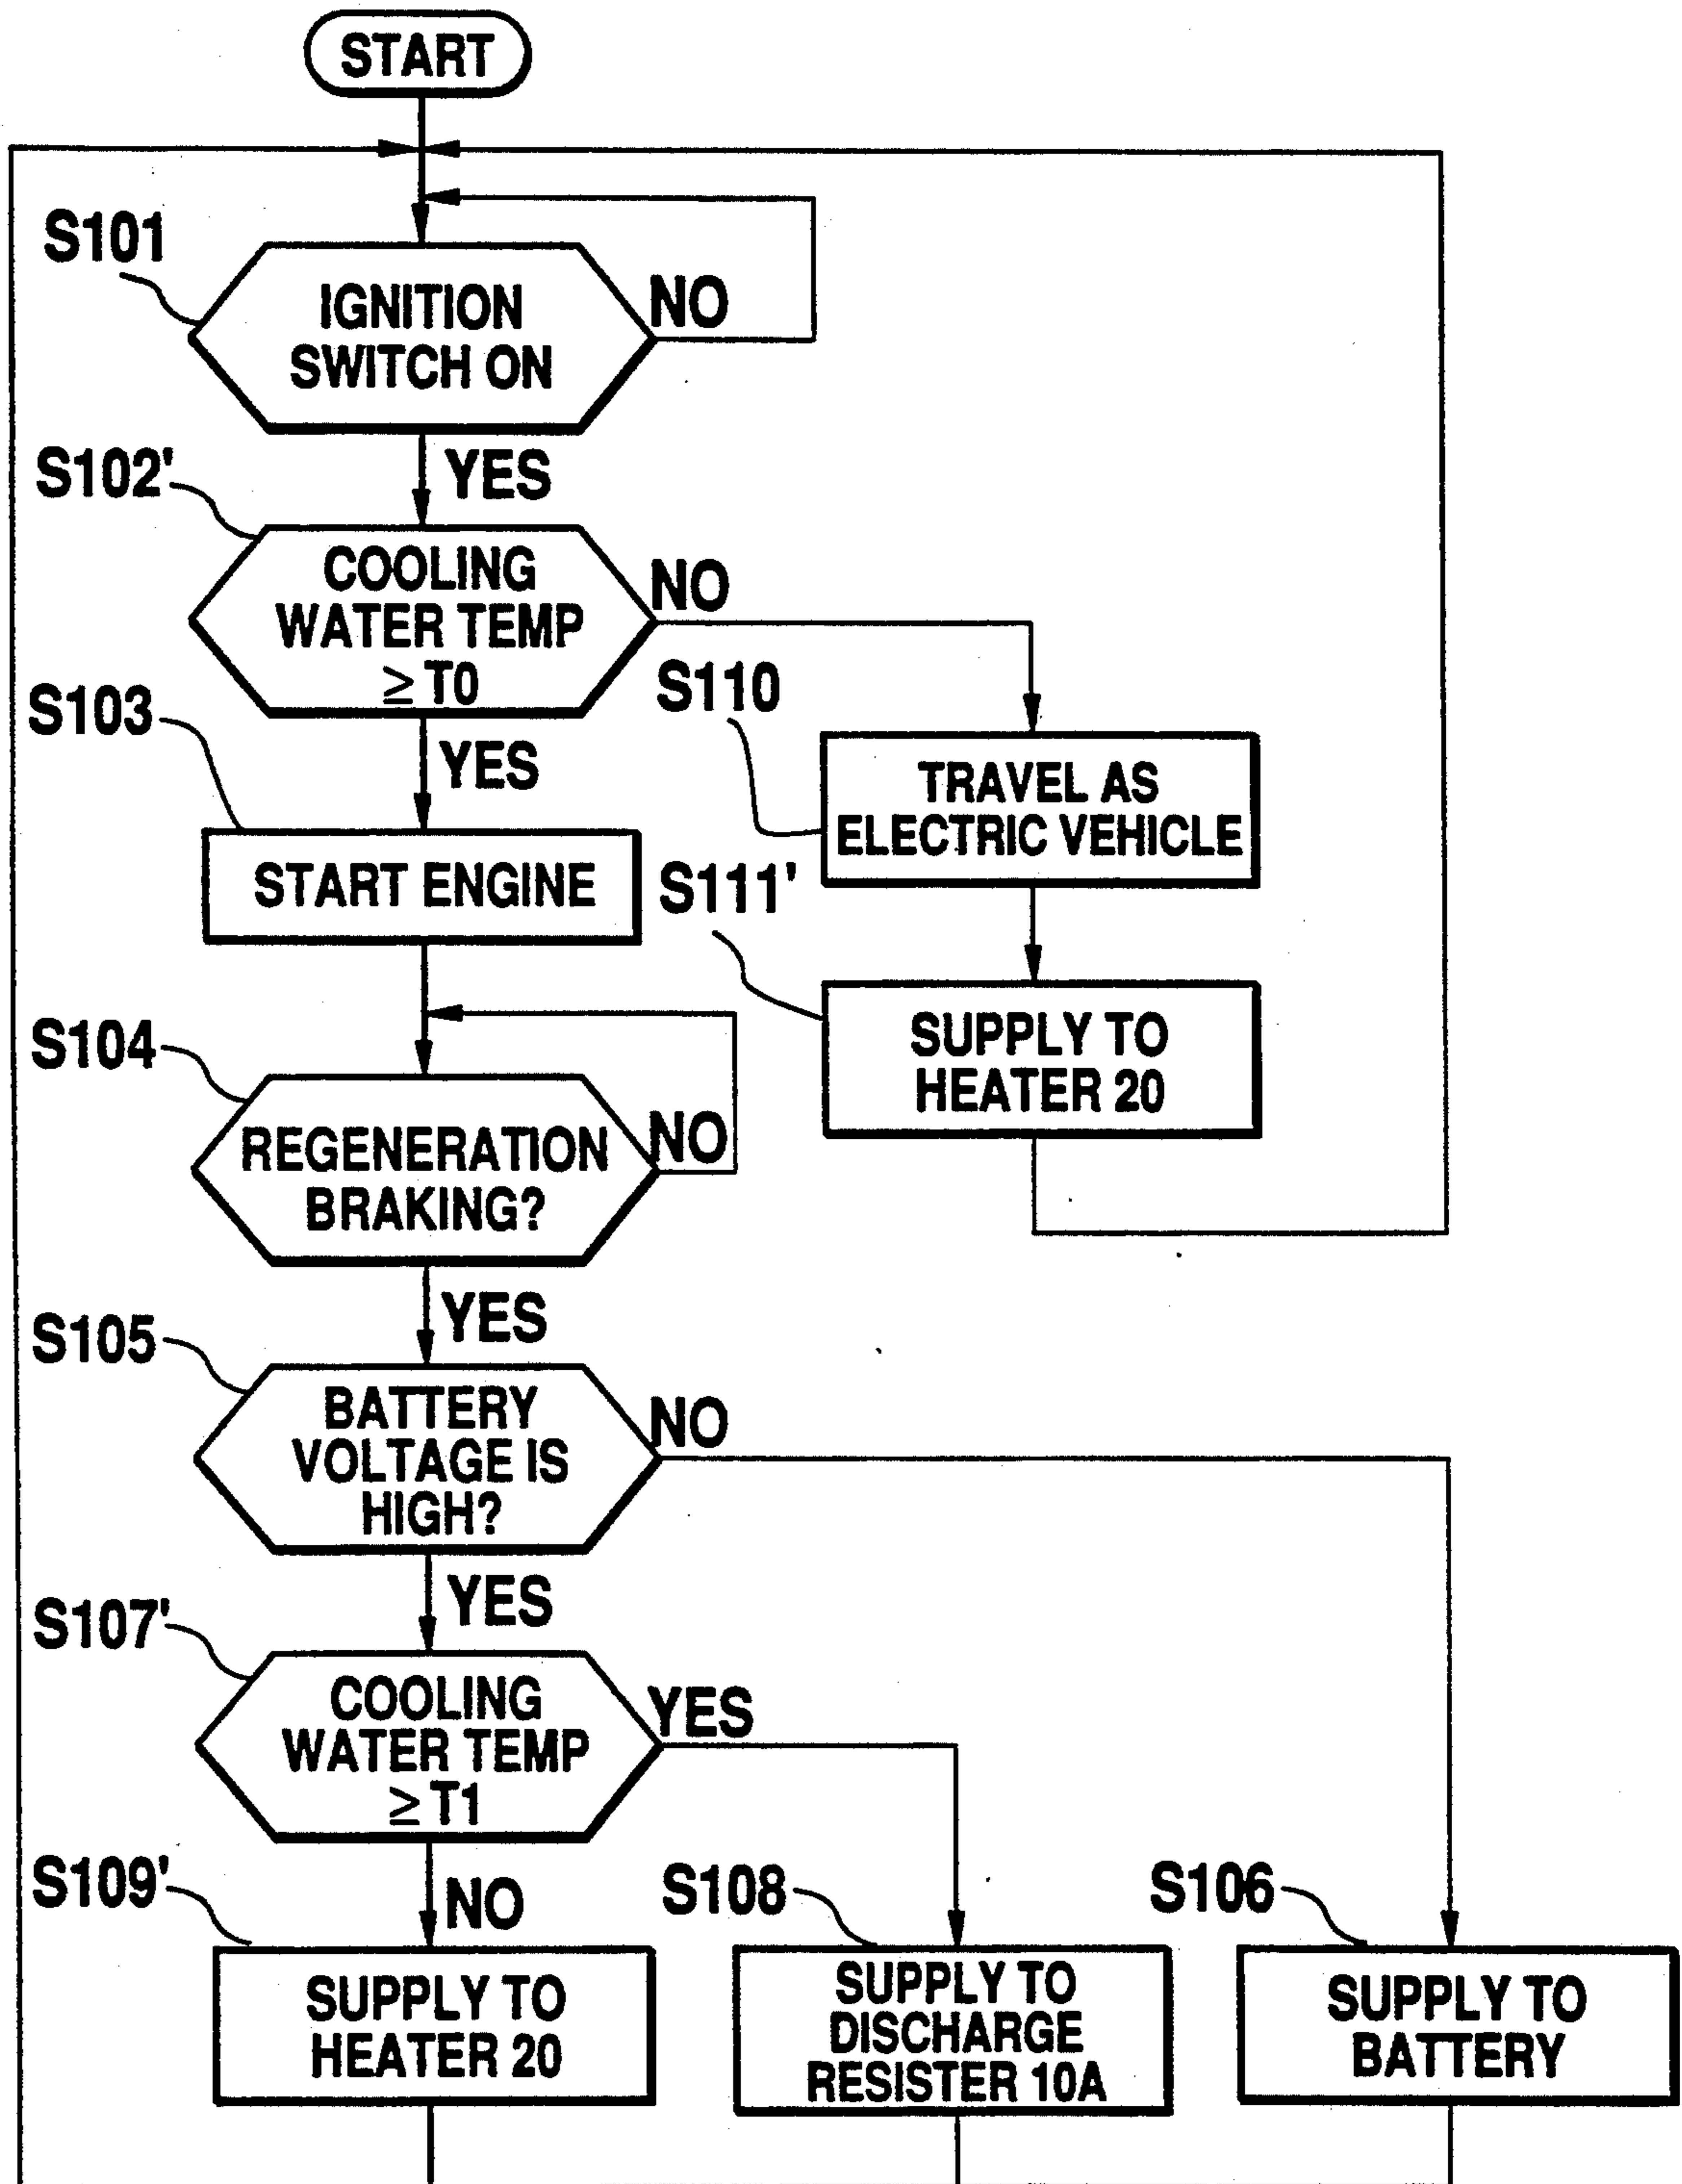 START
S101
IGNITION
SWITCH ON
NO
YES
S102'
COOLING
WATER TEMP
≥ T0
NO
YES
S103
START ENGINE
S110
TRAVEL AS
ELECTRIC VEHICLE
S111'
SUPPLY TO
HEATER 20
S104
REGENERATION
BRAKING?
NO
YES
S105
BATTERY
VOLTAGE IS
HIGH?
NO
YES
S107'
COOLING
WATER TEMP
≥ T1
YES
NO
S109'
SUPPLY TO
HEATER 20
S108
SUPPLY TO
DISCHARGE
RESISTER 10A
S106
SUPPLY TO
BATTERY